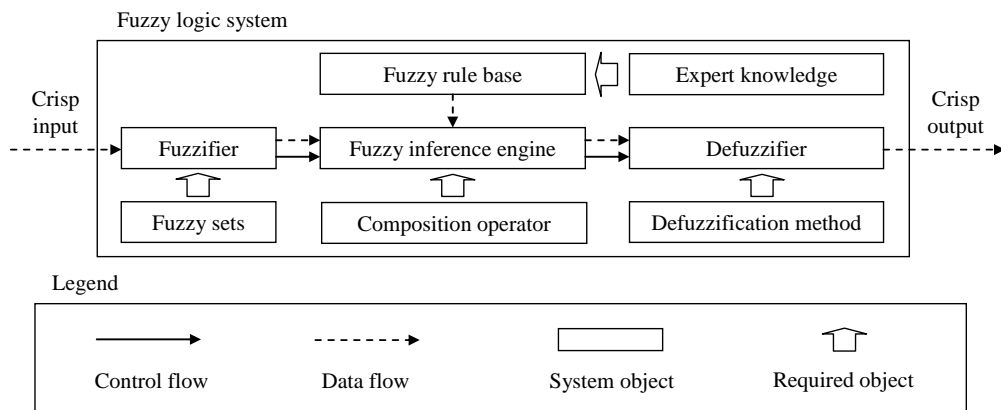 Fuzzy logic system
Fuzzy rule base
Expert knowledge
Crisp
input
Crisp
output
Fuzzifier
Fuzzy inference engine
Defuzzifier
Fuzzy sets
Composition operator
Defuzzification method
Legend
Control flow
Data flow
System object
Required object